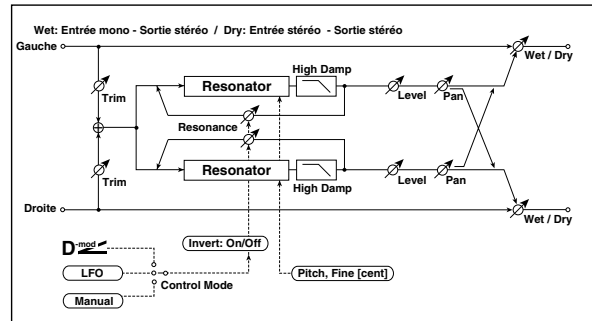 Wet: Entrée mono - Sortie stéréo / Dry: Entrée stéréo - Sortie stéréo
Gauche
Wet / Dry
High Damp
Resonator
Trim
Level
Pan
Resonance
Resonator
High Damp
Trim
Level
Pan
Droite
Wet / Dry
D-mod
Invert: On/Off
LFO
Pitch, Fine [cent]
Control Mode
Manual